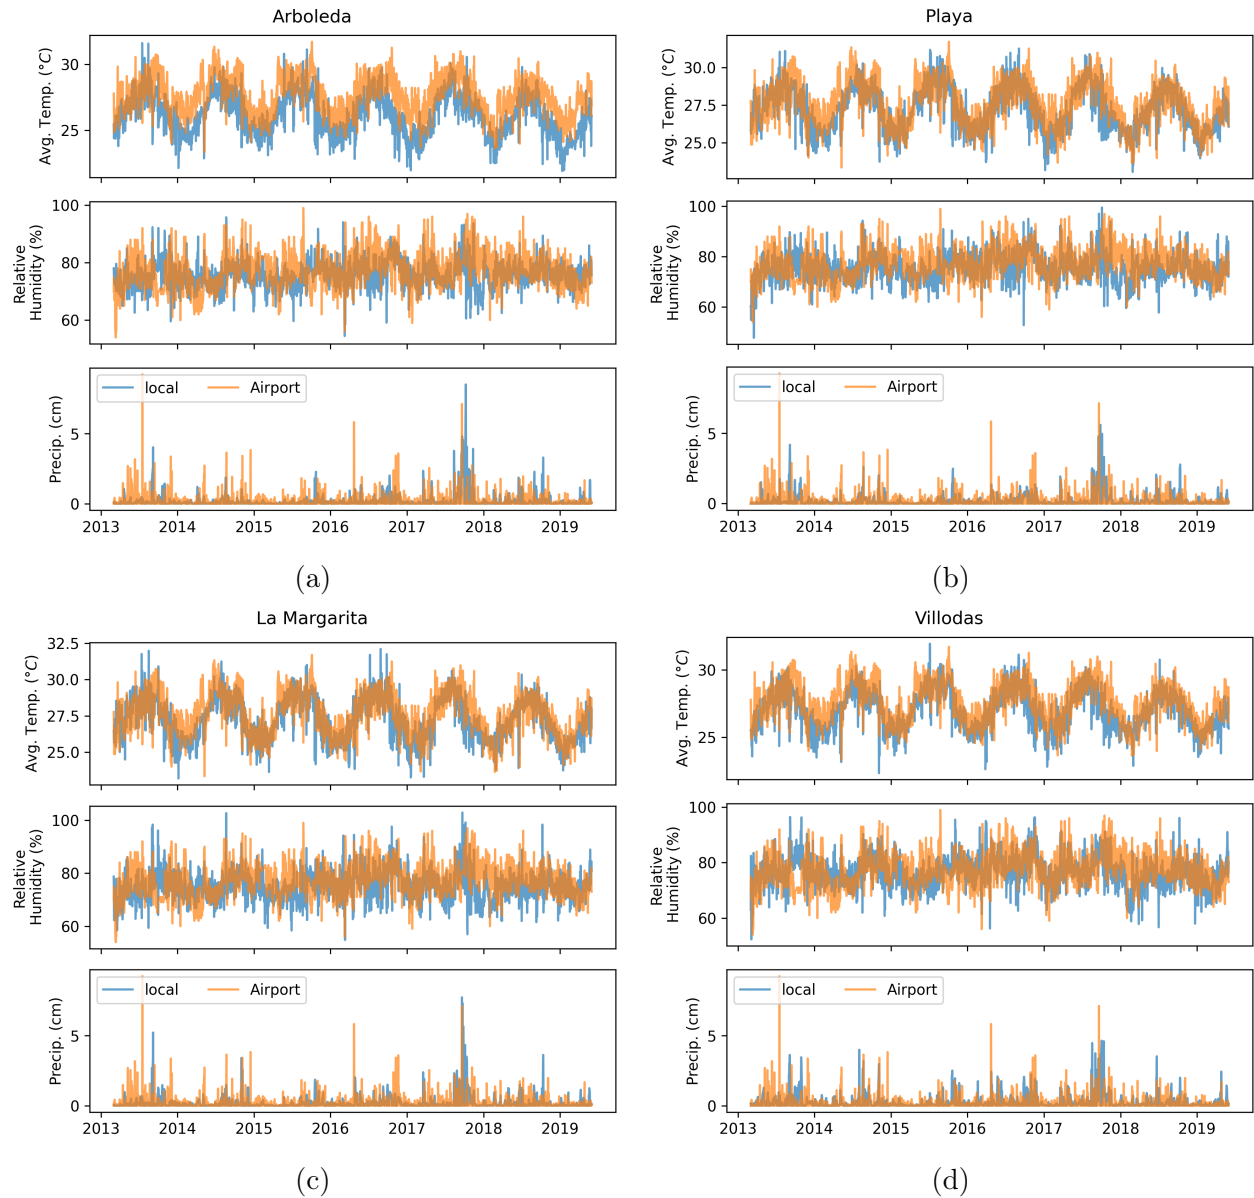 Arboleda
Avg. Temp. (°C)
30
25
Relative
Humidity (%)
100
80
60
Precip. (cm)
local
Airport
5
0
2013 2014 2015 2016 2017 2018 2019
(a)
Playa
Avg. Temp. (°C)
30.0
27.5
25.0
Relative
Humidity (%)
100
80
60
Precip. (cm)
local
Airport
5
0
2013 2014 2015 2016 2017 2018 2019
(b)
La Margarita
Avg. Temp. (°C)
32.5
30.0
27.5
25.0
Relative
Humidity (%)
100
80
60
Precip. (cm)
local
Airport
5
0
2013 2014 2015 2016 2017 2018 2019
(c)
Villodas
Avg. Temp. (°C)
30
25
Relative
Humidity (%)
100
80
60
Precip. (cm)
local
Airport
5
0
2013 2014 2015 2016 2017 2018 2019
(d)